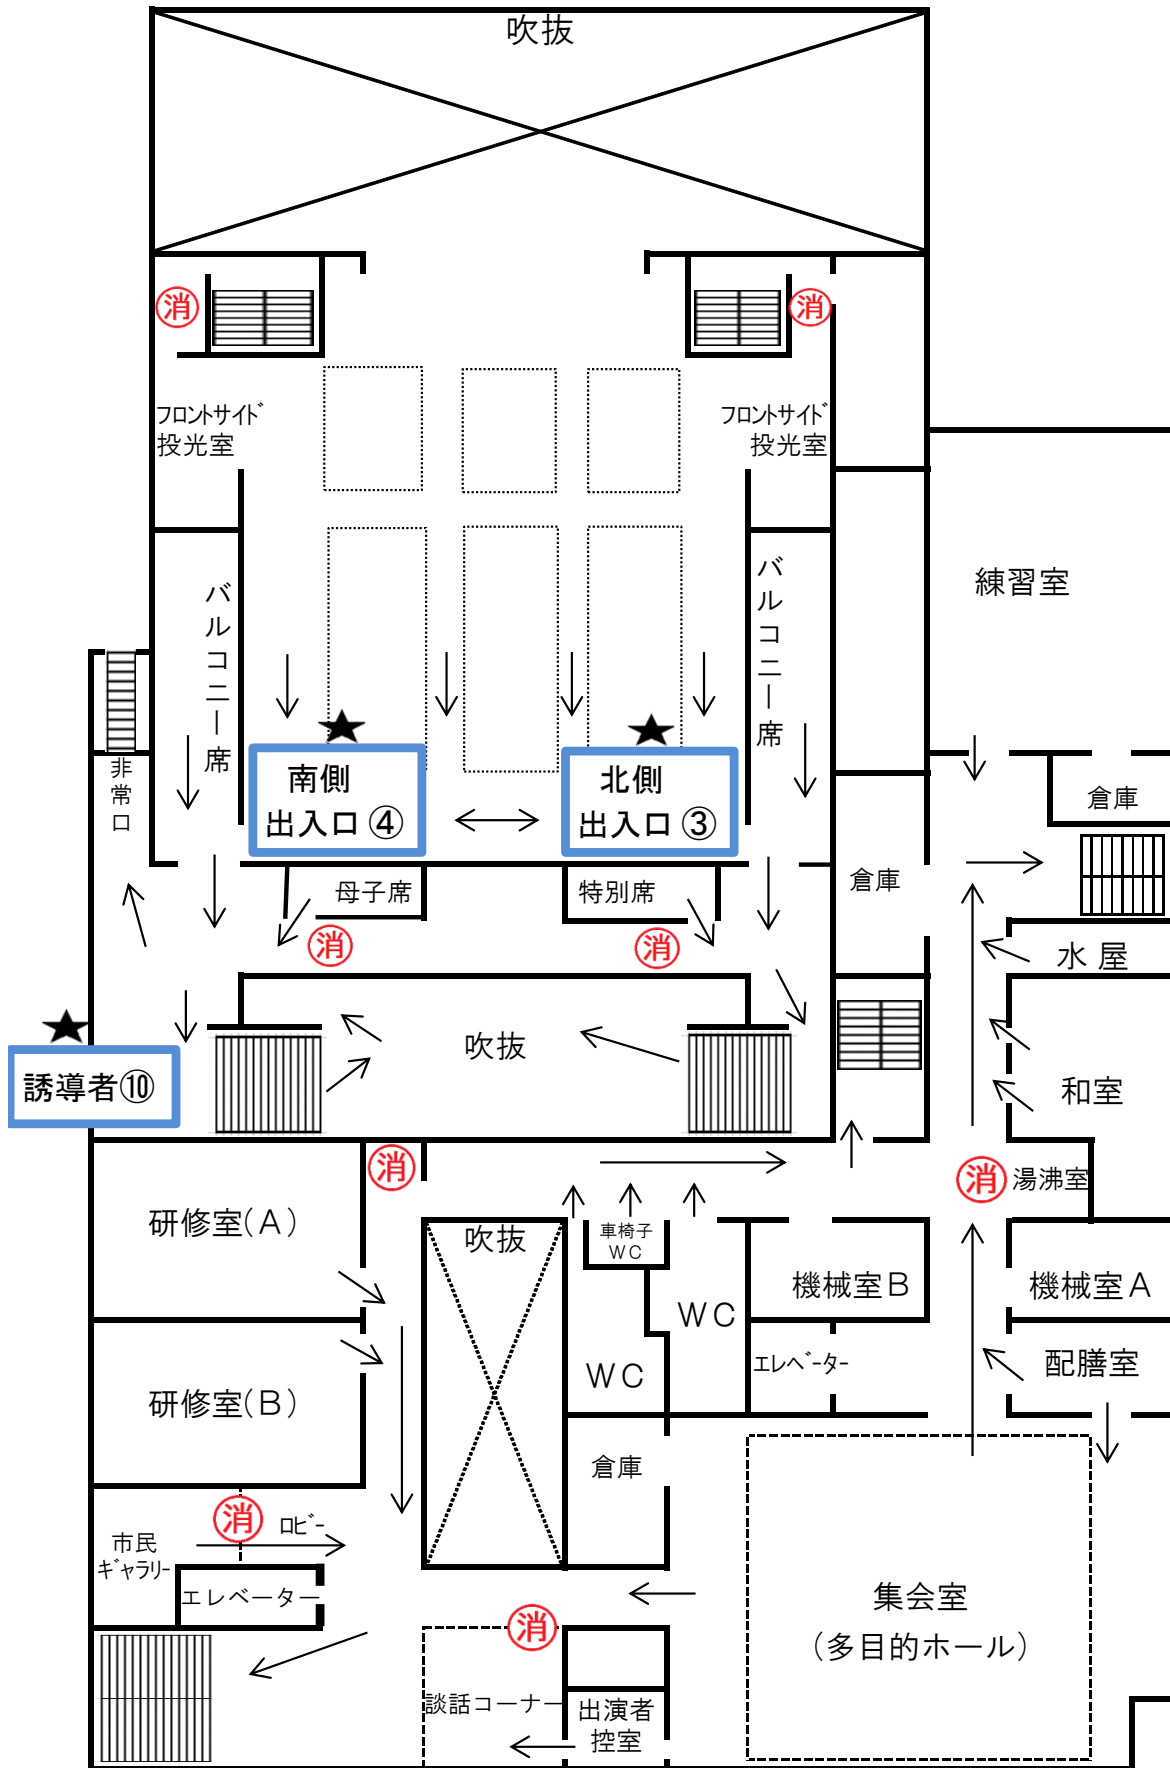 吹抜
消
消
フロントサイド
投光室
フロントサイド
投光室
練習室
バルコニー席
バルコニー席
非常口
南側
出入口④
北側
出入口③
倉庫
母子席
特別席
倉庫
消
消
水屋
誘導者⑩
吹抜
和室
消
消
湯沸室
研修室(A)
吹抜
車椅子
WC
機械室B
機械室A
WC
エレベーター
配膳室
WC
研修室(B)
倉庫
消
ロビー
市民
ギャラリー
エレベーター
集会室
(多目的ホール)
消
談話コーナー
出演者
控室